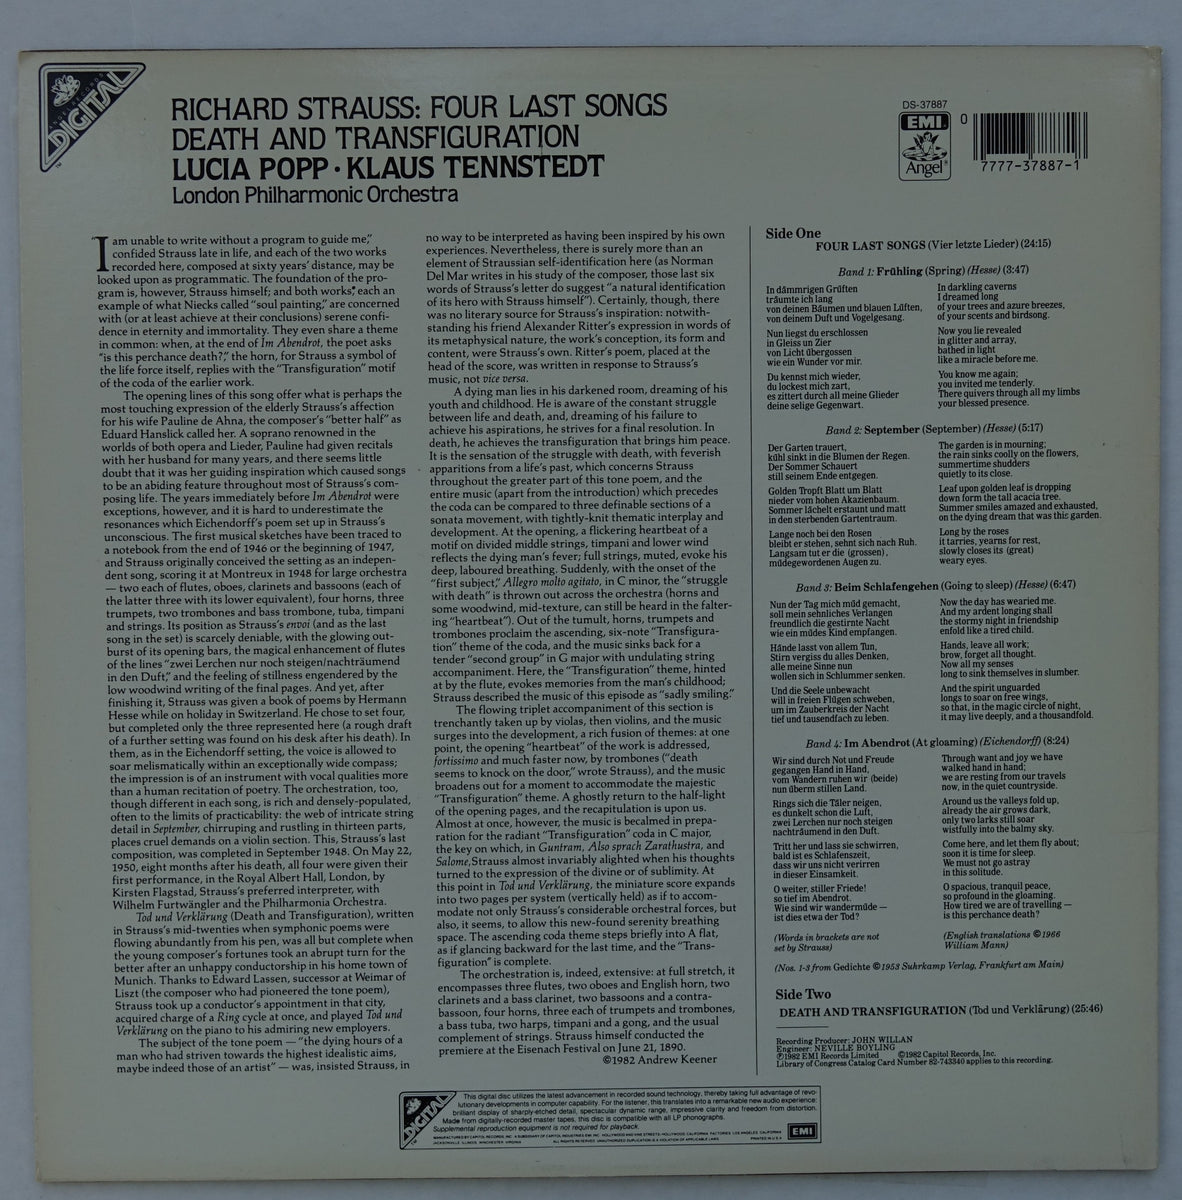 ANGEL RECORDS
DIGITAL
RICHARD STRAUSS: FOUR LAST SONGS
DEATH AND TRANSFIGURATION
LUCIA POPP · KLAUS TENNSTEDT
London Philharmonic Orchestra
DS-37887
EMI
Angel®
0
7777-37887-1
"I am unable to write without a program to guide me,"
confided Strauss late in life, and each of the two works
recorded here, composed at sixty years' distance, may be
looked upon as programmatic. The foundation of the pro-
gram is, however, Strauss himself; and both works, each an
example of what Niecks called "soul painting," are concerned
with (or at least achieve at their conclusions) serene confi-
dence in eternity and immortality. They even share a theme
in common: when, at the end of Im Abendrot, the poet asks
"is this perchance death?," the horn, for Strauss a symbol of
the life force itself, replies with the "Transfiguration" motif
of the coda of the earlier work.
The opening lines of this song offer what is perhaps the
most touching expression of the elderly Strauss's affection
for his wife Pauline de Ahna, the composer's "better half" as
Eduard Hanslick called her. A soprano renowned in the
worlds of both opera and Lieder, Pauline had given recitals
with her husband for many years, and there seems little
doubt that it was her guiding inspiration which caused songs
to be an abiding feature throughout most of Strauss's com-
posing life. The years immediately before Im Abendrot were
exceptions, however, and it is hard to underestimate the
resonances which Eichendorff's poem set up in Strauss's
unconscious. The first musical sketches have been traced to
a notebook from the end of 1946 or the beginning of 1947,
and Strauss originally conceived the setting as an indepen-
dent song, scoring it at Montreux in 1948 for large orchestra
— two each of flutes, oboes, clarinets and bassoons (each of
the latter three with its lower equivalent), four horns, three
trumpets, two trombones and bass trombone, tuba, timpani
and strings. Its position as Strauss's envoi (and as the last
song in the set) is scarcely deniable, with the glowing out-
burst of its opening bars, the magical enhancement of flutes
of the lines "zwei Lerchen nur noch steigen/nachträumend
in den Duft," and the feeling of stillness engendered by the
low woodwind writing of the final pages. And yet, after
finishing it, Strauss was given a book of poems by Hermann
Hesse while on holiday in Switzerland. He chose to set four,
but completed only the three represented here (a rough draft
of a further setting was found on his desk after his death). In
them, as in the Eichendorff setting, the voice is allowed to
soar melismatically within an exceptionally wide compass;
the impression is of an instrument with vocal qualities more
than a human recitation of poetry. The orchestration, too,
though different in each song, is rich and densely-populated,
often to the limits of practicability: the web of intricate string
detail in September, chirruping and rustling in thirteen parts,
places cruel demands on a violin section. This, Strauss's last
composition, was completed in September 1948. On May 22,
1950, eight months after his death, all four were given their
first performance, in the Royal Albert Hall, London, by
Kirsten Flagstad, Strauss's preferred interpreter, with
Wilhelm Furtwängler and the Philharmonia Orchestra.
Tod und Verklärung (Death and Transfiguration), written
in Strauss's mid-twenties when symphonic poems were
flowing abundantly from his pen, was all but complete when
the young composer's fortunes took an abrupt turn for the
better after an unhappy conductorship in his home town of
Munich. Thanks to Edward Lassen, successor at Weimar of
Liszt (the composer who had pioneered the tone poem),
Strauss took up a conductor's appointment in that city,
acquired charge of a Ring cycle at once, and played Tod und
Verklärung on the piano to his admiring new employers.
The subject of the tone poem — "the dying hours of a
man who had striven towards the highest idealistic aims,
maybe indeed those of an artist" — was, insisted Strauss, in
no way to be interpreted as having been inspired by his own
experiences. Nevertheless, there is surely more than an
element of Straussian self-identification here (as Norman
Del Mar writes in his study of the composer, those last six
words of Strauss's letter do suggest "a natural identification
of its hero with Strauss himself"). Certainly, though, there
was no literary source for Strauss's inspiration: notwith-
standing his friend Alexander Ritter's expression in words of
its metaphysical nature, the work's conception, its form and
content, were Strauss's own. Ritter's poem, placed at the
head of the score, was written in response to Strauss's
music, not vice versa.
A dying man lies in his darkened room, dreaming of his
youth and childhood. He is aware of the constant struggle
between life and death, and, dreaming of his failure to
achieve his aspirations, he strives for a final resolution. In
death, he achieves the transfiguration that brings him peace.
It is the sensation of the struggle with death, with feverish
apparitions from a life's past, which concerns Strauss
throughout the greater part of this tone poem, and the
entire music (apart from the introduction) which precedes
the coda can be compared to three definable sections of a
sonata movement, with tightly-knit thematic interplay and
development. At the opening, a flickering heartbeat of a
motif on divided middle strings, timpani and lower wind
reflects the dying man's fever; full strings, muted, evoke his
deep, laboured breathing. Suddenly, with the onset of the
"first subject," Allegro molto agitato, in C minor, the "struggle
with death" is thrown out across the orchestra (horns and
some woodwind, mid-texture, can still be heard in the falter-
ing "heartbeat"). Out of the tumult, horns, trumpets and
trombones proclaim the ascending, six-note "Transfigura-
tion" theme of the coda, and the music sinks back for a
tender "second group" in G major with undulating string
accompaniment. Here, the "Transfiguration" theme, hinted
at by the flute, evokes memories from the man's childhood;
Strauss described the music of this episode as "sadly smiling."
The flowing triplet accompaniment of this section is
trenchantly taken up by violas, then violins, and the music
surges into the development, a rich fusion of themes: at one
point, the opening "heartbeat" of the work is addressed,
fortissimo and much faster now, by trombones ("death
seems to knock on the door," wrote Strauss), and the music
broadens out for a moment to accommodate the majestic
"Transfiguration" theme. A ghostly return to the half-light
of the opening pages, and the recapitulation is upon us.
Almost at once, however, the music is becalmed in prepa-
ration for the radiant "Transfiguration" coda in C major,
the key on which, in Guntram, Also sprach Zarathustra, and
Salome, Strauss almost invariably alighted when his thoughts
turned to the expression of the divine or of sublimity. At
this point in Tod und Verklärung, the miniature score expands
into two pages per system (vertically held) as if to accom-
modate not only Strauss's considerable orchestral forces, but
also, it seems, to allow this new-found serenity breathing
space. The ascending coda theme steps briefly into A flat,
as if glancing backward for the last time, and the "Trans-
figuration" is complete.
The orchestration is, indeed, extensive: at full stretch, it
encompasses three flutes, two oboes and English horn, two
clarinets and a bass clarinet, two bassoons and a contra-
bassoon, four horns, three each of trumpets and trombones,
a bass tuba, two harps, timpani and a gong, and the usual
complement of strings. Strauss himself conducted the
premiere at the Eisenach Festival on June 21, 1890.
©1982 Andrew Keener
Side One
FOUR LAST SONGS (Vier letzte Lieder) (24:15)
Band 1: Frühling (Spring) (Hesse) (3:47)
In dämmrigen Grüften
träumte ich lang
von deinen Bäumen und blauen Lüften,
von deinem Duft und Vogelgesang.
Nun liegst du erschlossen
in Gleiss un Zier
von Licht übergossen
wie ein Wunder vor mir.
Du kennst mich wieder,
du lockest mich zart,
es zittert durch all meine Glieder
deine selige Gegenwart.
In darkling caverns
I dreamed long
of your trees and azure breezes,
of your scents and birdsong.
Now you lie revealed
in glitter and array,
bathed in light
like a miracle before me.
You know me again;
you invited me tenderly.
There quivers through all my limbs
your blessed presence.
Band 2: September (September) (Hesse) (5:17)
Der Garten trauert,
kühl sinkt in die Blumen der Regen.
Der Sommer Schauert
still seinem Ende entgegen.
Golden Tropft Blatt um Blatt
nieder vom hohen Akazienbaum.
Sommer lächelt erstaunt und matt
in den sterbenden Gartentraum.
Lange noch bei den Rosen
bleibt er stehen, sehnt sich nach Ruh.
Langsam tut er die (grossen),
müdegewordenen Augen zu.
The garden is in mourning;
the rain sinks coolly on the flowers,
summertime shudders
quietly to its close.
Leaf upon golden leaf is dropping
down form the tall acacia tree.
Summer smiles amazed and exhausted,
on the dying dream that was this garden.
Long by the roses
it tarries, yearns for rest,
slowly closes its (great)
weary eyes.
Band 3: Beim Schlafengehen (Going to sleep) (Hesse) (6:47)
Nun der Tag mich müd gemacht,
soll mein sehnliches Verlangen
freundlich die gestirnte Nacht
wie ein müdes Kind empfangen.
Hände lasst von allem Tun,
Stirn vergiss du alles Denken,
alle meine Sinne nun
wollen sich in Schlummer senken.
Und die Seele unbewacht
will in freien Flügen schweben,
um im Zauberkreis der Nacht
tief und tausendfach zu leben.
Now the day has wearied me.
And my ardent longing shall
the stormy night in friendship
enfold like a tired child.
Hands, leave all work;
brow, forget all thought.
Now all my senses
long to sink themselves in slumber.
And the spirit unguarded
longs to soar on free wings,
so that, in the magic circle of night,
it may live deeply, and a thousandfold.
Band 4: Im Abendrot (At gloaming) (Eichendorff) (8:24)
Wir sind durch Not und Freude
gegangen Hand in Hand,
vom Wandern ruhen wir (beide)
nun überm stillen Land.
Rings sich die Täler neigen,
es dunkelt schon die Luft,
zwei Lerchen nur noch steigen
nachträumend in den Duft.
Tritt her und lass sie schwirren,
bald ist es Schlafenszeit,
dass wir uns nicht verirren
in dieser Einsamkeit.
O weiter, stiller Friede!
so tief im Abendrot.
Wie sind wir wandermüde —
ist dies etwa der Tod?
(Words in brackets are not
set by Strauss)
Through want and joy we have
walked hand in hand;
we are resting from our travels
now, in the quiet countryside.
Around us the valleys fold up,
already the air grows dark,
only two larks still soar
wistfully into the balmy sky.
Come here, and let them fly about;
soon it is time for sleep.
We must not go astray
in this solitude.
O spacious, tranquil peace,
so profound in the gloaming.
How tired we are of travelling —
is this perchance death?
(English translations ©1966
William Mann)
(Nos. 1-3 from Gedichte ©1953 Suhrkamp Verlag, Frankfurt am Main)
Side Two
DEATH AND TRANSFIGURATION (Tod und Verklärung) (25:46)
Recording Producer: JOHN WILLAN
Engineer: NEVILLE BOYLING
℗1982 EMI Records Limited ©1982 Capitol Records, Inc.
Library of Congress Catalog Card Number 82-743340 applies to this recording.
DIGITAL
This digital disc utilizes the latest advancement in recorded sound technology, thereby taking full advantage of revo-
lutionary developments in computer capability. For the listener, this translates into a remarkable new audio experience:
brilliant display of sharply-etched detail, spectacular dynamic range, impressive clarity and freedom from distortion.
Made from digitally-recorded master tapes, this disc is compatible with all LP phonographs.
Supplemental reproduction equipment is not required for playback.
MANUFACTURED BY CAPITOL RECORDS, INC. A SUBSIDIARY OF CAPITOL INDUSTRIES-EMI, INC. HOLLYWOOD AND VINE STREETS, HOLLYWOOD, CALIFORNIA. FACTORIES: LOS ANGELES, CALIFORNIA,
JACKSONVILLE, ILLINOIS, WINCHESTER, VIRGINIA. ALL RIGHTS RESERVED. UNAUTHORIZED DUPLICATION IS A VIOLATION OF APPLICABLE LAWS. PRINTED IN U.S.A.
EMI